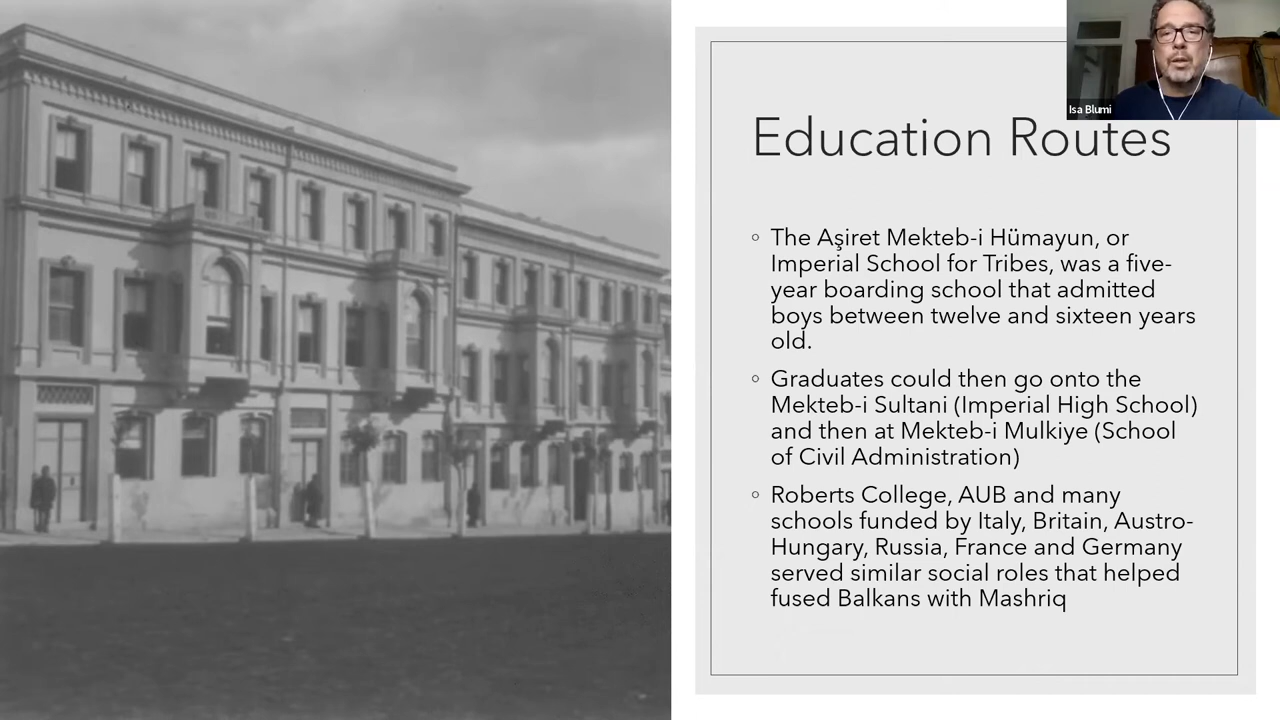 Isa Blumi
Education Routes
◦ The Aşiret Mekteb-i Hümayun, or
Imperial School for Tribes, was a five-
year boarding school that admitted
boys between twelve and sixteen years
old.
◦ Graduates could then go onto the
Mekteb-i Sultani (Imperial High School)
and then at Mekteb-i Mulkiye (School
of Civil Administration)
◦ Roberts College, AUB and many
schools funded by Italy, Britain, Austro-
Hungary, Russia, France and Germany
served similar social roles that helped
fused Balkans with Mashriq